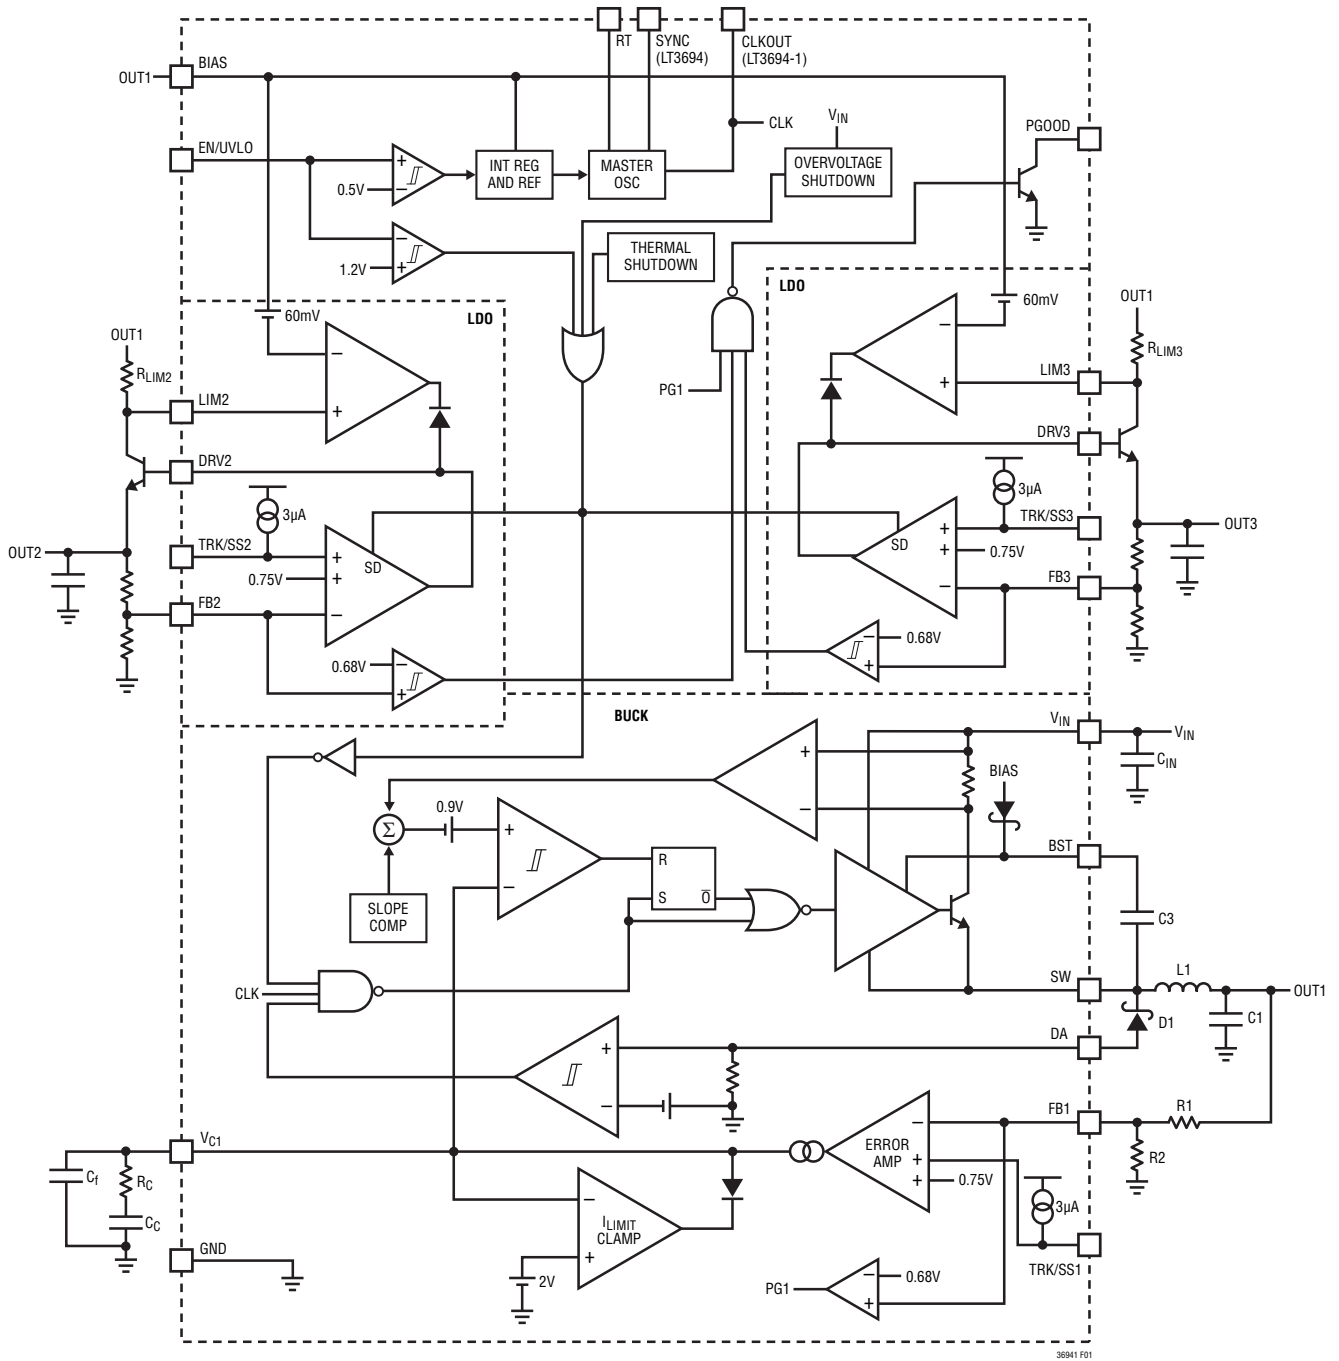 RT
SYNC
(LT3694)
CLKOUT
(LT3694-1)
OUT1
BIAS
CLK
VIN
PGOOD
EN/UVLO
+
−
0.5V
INT REG
AND REF
MASTER
OSC
OVERVOLTAGE
SHUTDOWN
−
+
1.2V
THERMAL
SHUTDOWN
LDO
60mV
LDO
60mV
OUT1
RLIM2
−
+
LIM2
PG1
−
+
OUT1
RLIM3
LIM3
DRV2
DRV3
3µA
3µA
TRK/SS2
OUT2
0.75V
+
+
−
SD
FB2
TRK/SS3
OUT3
+
+
−
0.75V
SD
FB3
0.68V
−
+
−
+
0.68V
BUCK
VIN
VIN
CIN
+
−
BIAS
0.9V
Σ
+
−
R
S
O̅
BST
SLOPE
COMP
C3
CLK
SW
L1
OUT1
D1
C1
DA
+
−
FB1
R1
R2
VC1
ERROR
AMP
−
+
+
0.75V
3µA
Cf
RC
CC
ILIMIT
CLAMP
−
+
2V
GND
TRK/SS1
PG1
−
+
0.68V
36941 F01